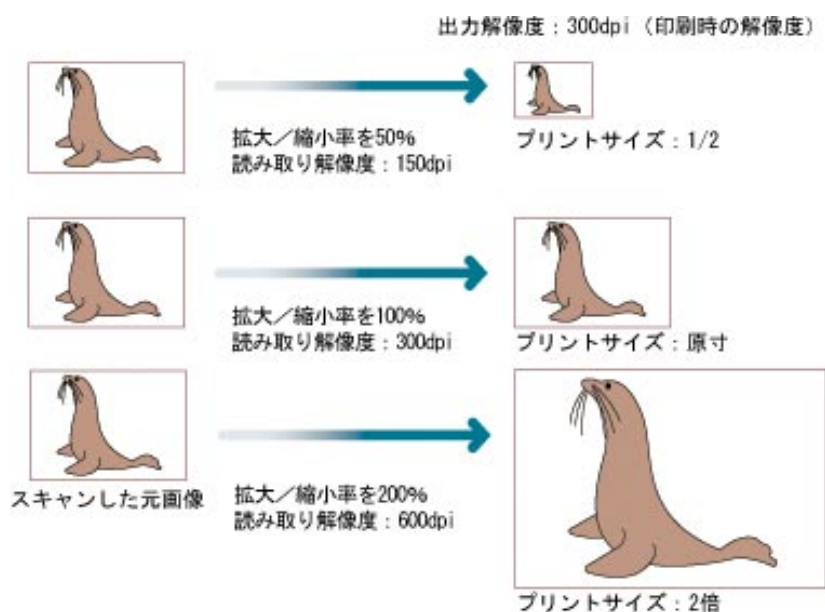 出力解像度：300dpi（印刷時の解像度）
拡大／縮小率を50%
読み取り解像度：150dpi
プリントサイズ：1/2
拡大／縮小率を100%
読み取り解像度：300dpi
プリントサイズ：原寸
スキャンした元画像
拡大／縮小率を200%
読み取り解像度：600dpi
プリントサイズ：2倍